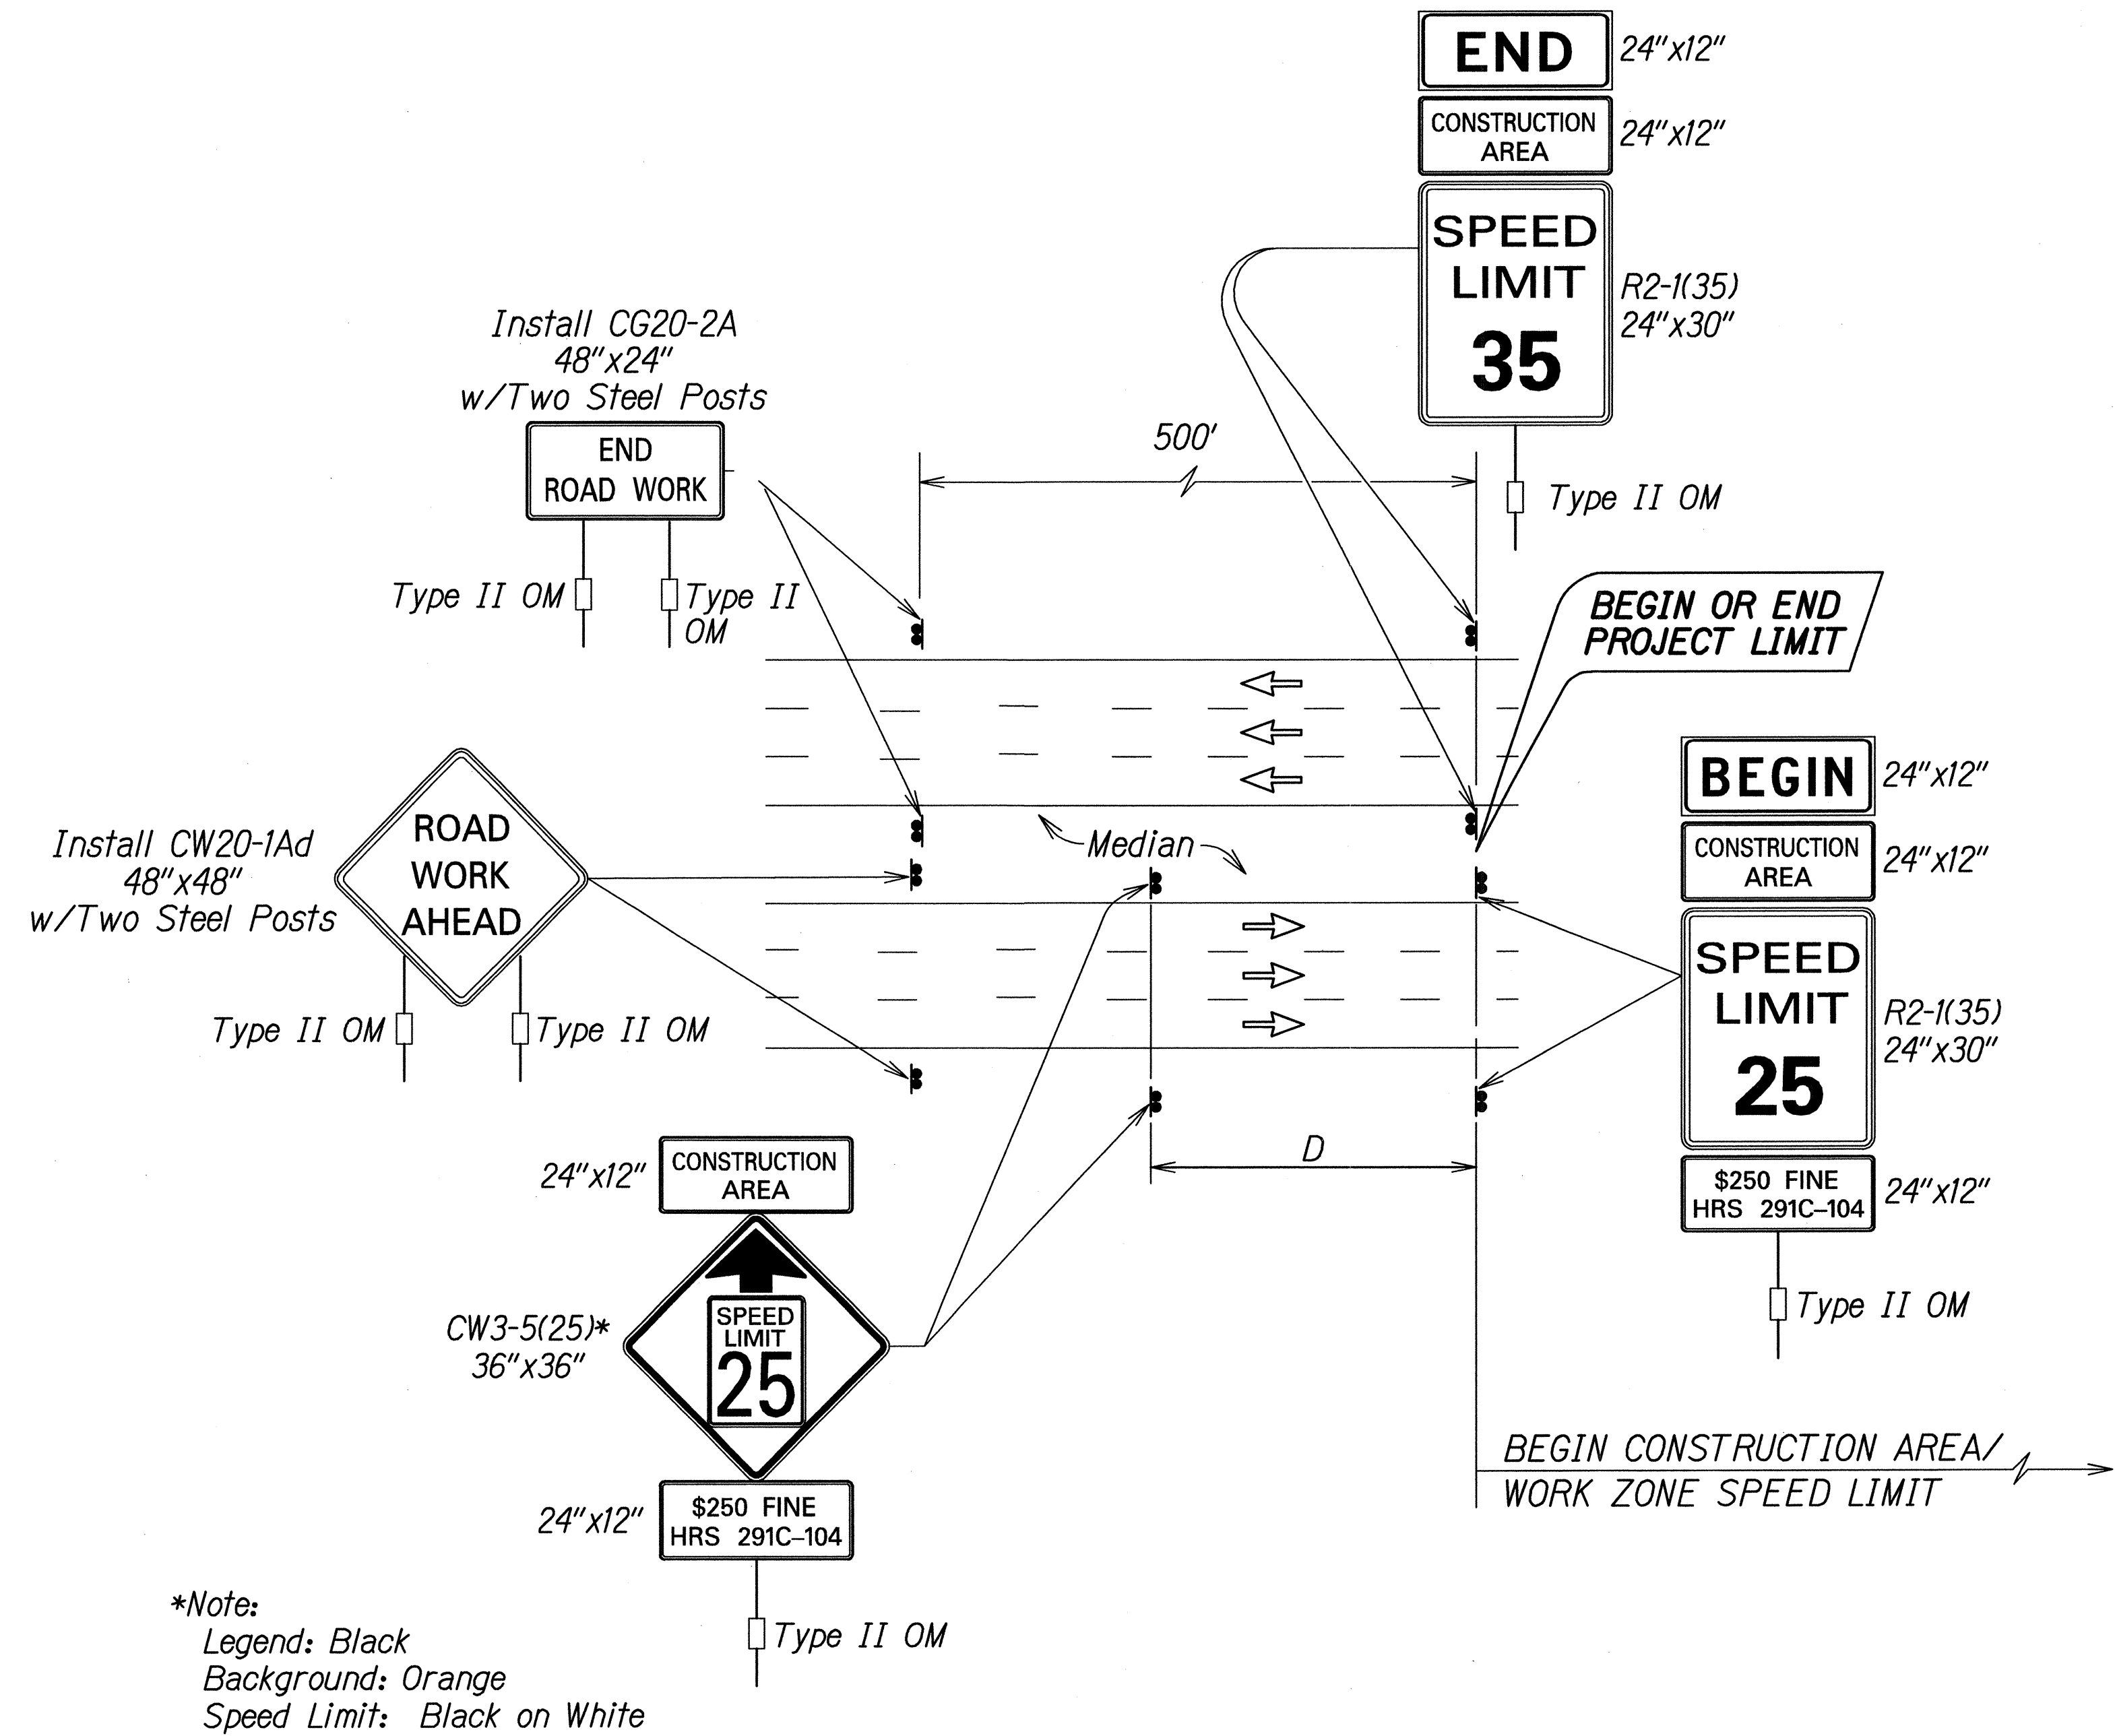 END
24"x12"
CONSTRUCTION
AREA
24"x12"
SPEED
LIMIT
35
R2-1(35)
24"x30"
Type II OM
Install CG20-2A
48"x24"
w/Two Steel Posts
END
ROAD WORK
Type II OM
Type II
OM
500'
BEGIN OR END
PROJECT LIMIT
Install CW20-1Ad
48"x48"
w/Two Steel Posts
ROAD
WORK
AHEAD
Type II OM
Type II OM
Median
BEGIN
24"x12"
CONSTRUCTION
AREA
24"x12"
SPEED
LIMIT
25
R2-1(35)
24"x30"
$250 FINE
HRS 291C-104
24"x12"
Type II OM
D
24"x12"
CONSTRUCTION
AREA
CW3-5(25)*
36"x36"
SPEED
LIMIT
25
24"x12"
$250 FINE
HRS 291C-104
Type II OM
BEGIN CONSTRUCTION AREA/
WORK ZONE SPEED LIMIT
*Note:
Legend: Black
Background: Orange
Speed Limit: Black on White